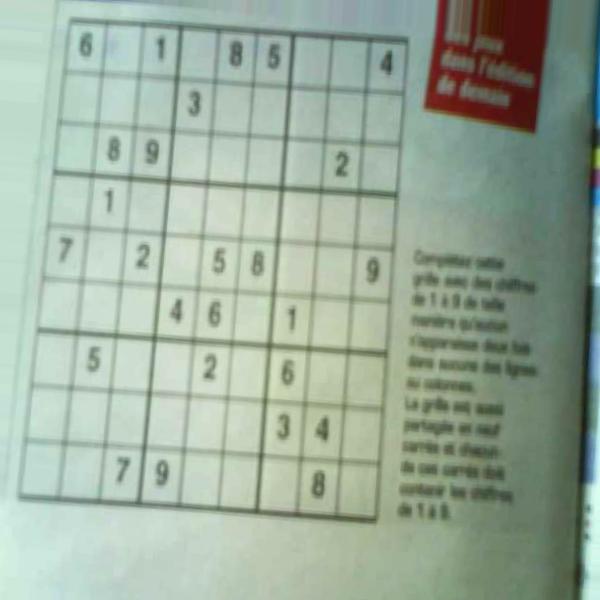 6 1 8 5 4
3
8 9 2
1
7 2 5 8 9
4 6 1
5 2 6
3 4
7 9 8
jeux
dans l'édition
de demain
Complétez cette
grille avec des chiffres
de 1 à 9 de telle
manière qu'aucun
n'apparaisse deux fois
dans aucune des lignes
ou colonnes.
La grille est aussi
partagée en neuf
carrés et chacun
de ces carrés doit
contenir les chiffres
de 1 à 9.